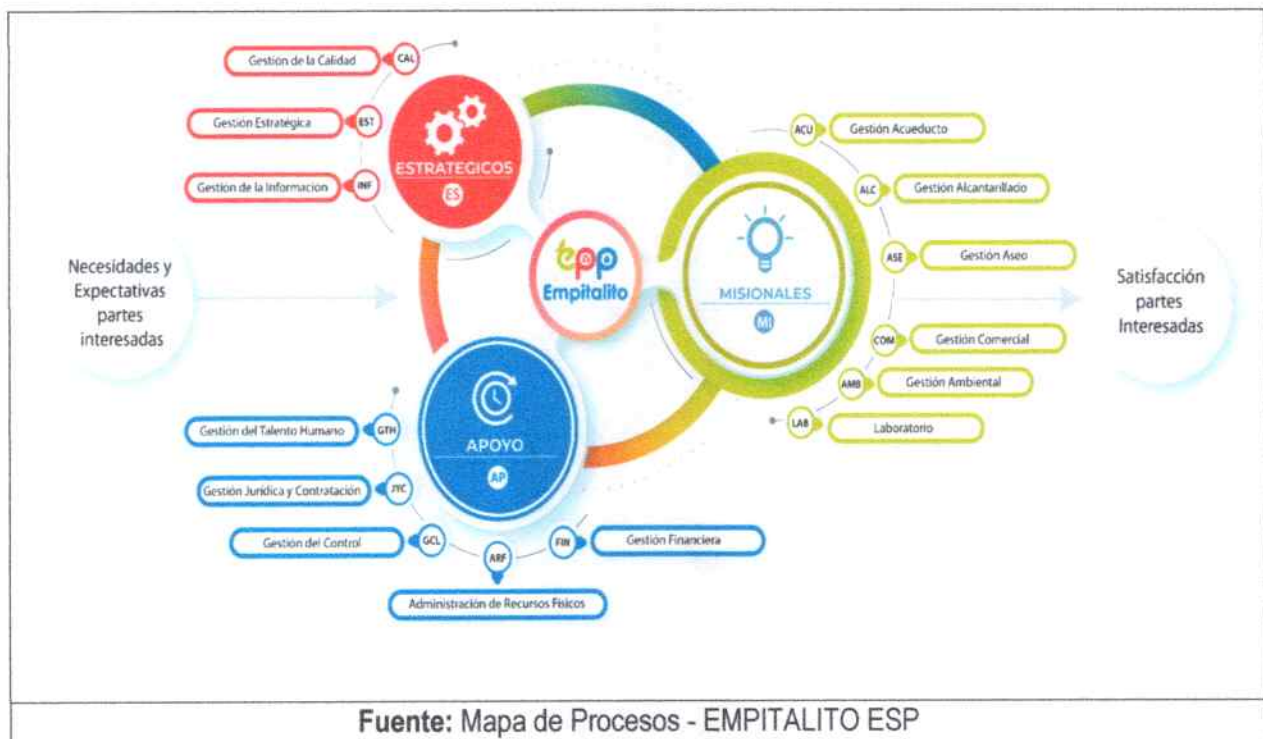 CAL
Gestión de la Calidad
EST
Gestión Estratégica
INF
Gestión de la Información
ESTRATEGICOS
ES
Necesidades y
Expectativas
partes
interesadas
epp
Empitalito
MISIONALES
MI
ACU
Gestión Acueducto
ALC
Gestión Alcantarillado
ASE
Gestión Aseo
COM
Gestión Comercial
AMB
Gestión Ambiental
LAB
Laboratorio
Satisfacción
partes
Interesadas
APOYO
AP
Gestión del Talento Humano
GTH
Gestión Jurídica y Contratación
JYC
Gestión del Control
GCL
ARF
Administración de Recursos Físicos
FIN
Gestión Financiera
Fuente: Mapa de Procesos - EMPITALITO ESP